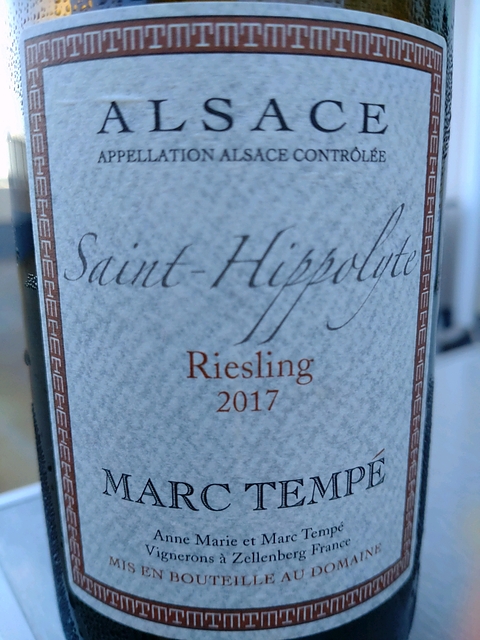 ALSACE
APPELLATION ALSACE CONTRÔLÉE
Saint-Hippolyte
Riesling
2017
MARC TEMPÉ
Anne Marie et Marc Tempé
Vignerons à Zellenberg France
MIS EN BOUTEILLE AU DOMAINE